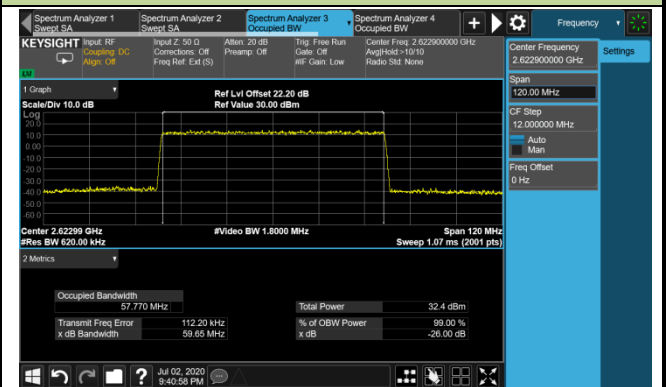 Spectrum Analyzer 1
Swept SA
Spectrum Analyzer 2
Swept SA
Spectrum Analyzer 3
Occupied BW
Spectrum Analyzer 4
Occupied BW
Frequency
KEYSIGHT
Input: RF
Coupling: DC
Align: Off
Input Z: 50 Ω
Corrections: Off
Freq Ref: Ext (S)
Atten: 20 dB
Preamp: Off
Trig: Free Run
Gate: Off
#IF Gain: Low
Center Freq: 2.622900000 GHz
Avg|Hold:>10/10
Radio Std: None
Center Frequency
2.622900000 GHz
Settings
Span
120.00 MHz
CF Step
12.000000 MHz
Auto
Man
Freq Offset
0 Hz
1 Graph
Scale/Div 10.0 dB
Ref Lvl Offset 22.20 dB
Ref Value 30.00 dBm
Log
20.0
10.0
0.00
-10.0
-20.0
-30.0
-40.0
-50.0
-60.0
Center 2.62299 GHz
#Res BW 620.00 kHz
#Video BW 1.8000 MHz
Span 120 MHz
Sweep 1.07 ms (2001 pts)
2 Metrics
Occupied Bandwidth
57.770 MHz
Total Power 32.4 dBm
Transmit Freq Error 112.20 kHz
% of OBW Power 99.00 %
x dB Bandwidth 59.65 MHz
x dB -26.00 dB
Jul 02, 2020
9:40:58 PM